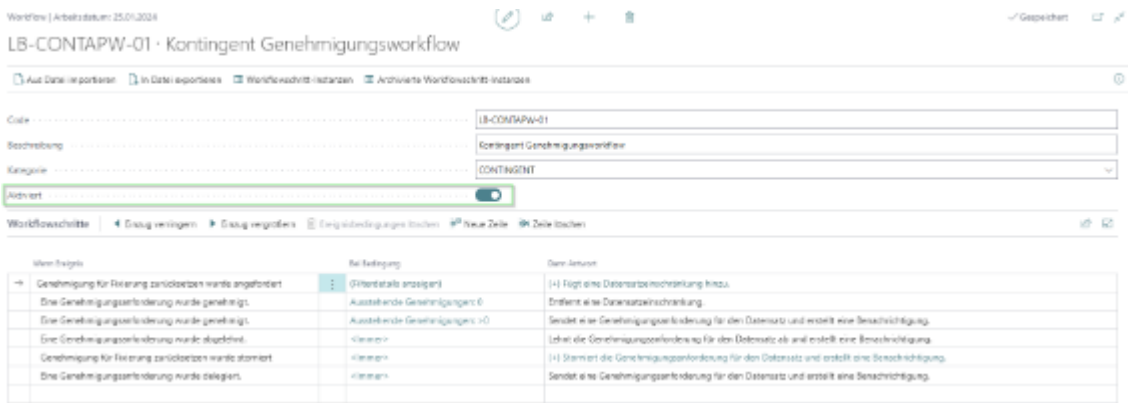 Workflow | Arbeitsdatum: 25.01.2024
Gespeichert
LB-CONTAPW-01 · Kontingent Genehmigungsworkflow
Aus Datei importieren In Datei exportieren Workflowschritt-Instanzen Archivierte Workflowschritt-Instanzen
Code LB-CONTAPW-01
Beschreibung Kontingent Genehmigungsworkflow
Kategorie CONTINGENT
Aktiviert
Workflowschritte Einzug verringern Einzug vergrößern Ereignisbedingungen löschen Neue Zeile Zeile löschen
Wenn Ereignis Bei Bedingung Dann Antwort
Genehmigung für Fixierung zurücksetzen wurde angefordert (Filterdetails anzeigen) (+) Fügt eine Datensatzeinschränkung hinzu.
Eine Genehmigungsanforderung wurde genehmigt. Ausstehende Genehmigungen: 0 Entfernt eine Datensatzeinschränkung.
Eine Genehmigungsanforderung wurde genehmigt. Ausstehende Genehmigungen: >0 Sendet eine Genehmigungsanforderung für den Datensatz und erstellt eine Benachrichtigung.
Eine Genehmigungsanforderung wurde abgelehnt. <Immer> Lehnt die Genehmigungsanforderung für den Datensatz ab und erstellt eine Benachrichtigung.
Genehmigung für Fixierung zurücksetzen wurde storniert <Immer> (+) Storniert die Genehmigungsanforderung für den Datensatz und erstellt eine Benachrichtigung.
Eine Genehmigungsanforderung wurde delegiert. <Immer> Sendet eine Genehmigungsanforderung für den Datensatz und erstellt eine Benachrichtigung.